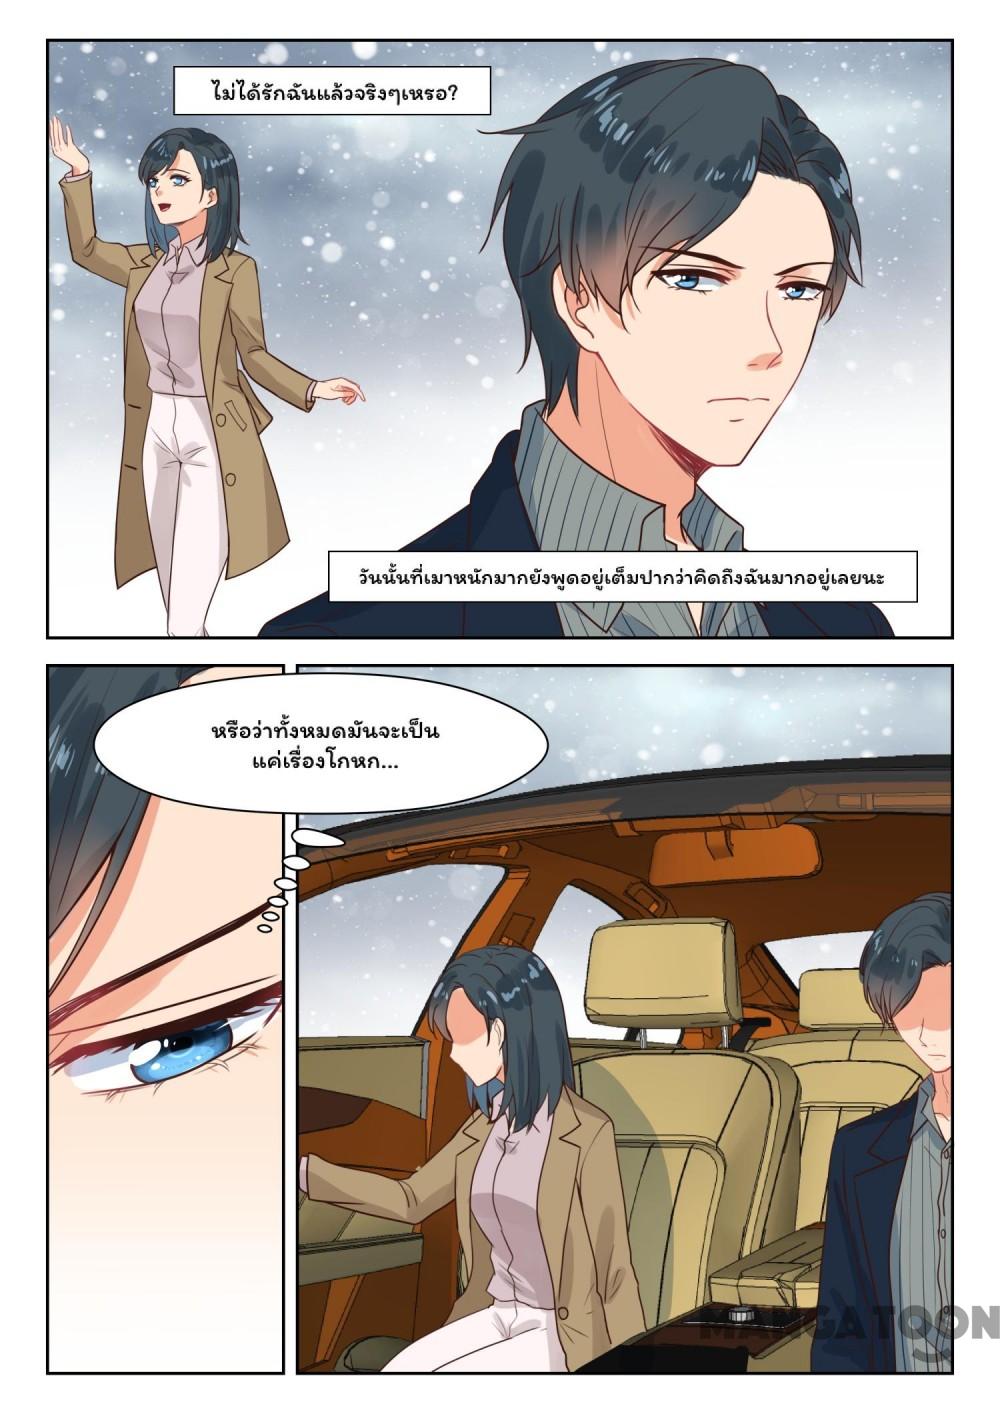 ไม่ได้รักฉันแล้วจริงๆเหรอ?
วันนั้นที่เมาหนักมากยังพูดอยู่เต็มปากว่าคิดถึงฉันมากอยู่เลยนะ
หรือว่าทั้งหมดมันจะเป็น
แค่เรื่องโกหก...
MANGATOON